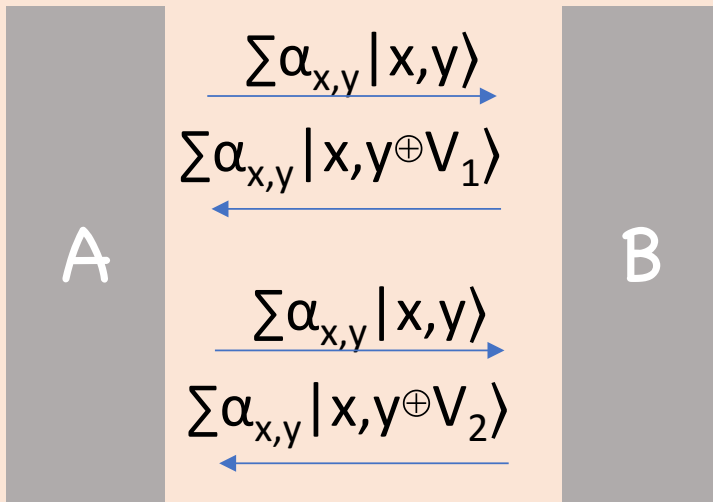 ∑α_{x,y}|x,y⟩
∑α_{x,y}|x,y⊕V_1⟩
A
B
∑α_{x,y}|x,y⟩
∑α_{x,y}|x,y⊕V_2⟩